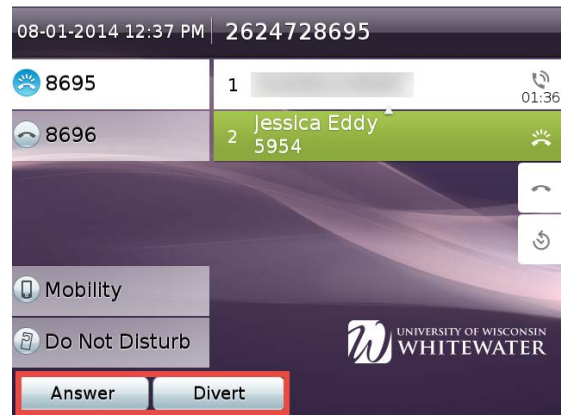 08-01-2014 12:37 PM 2624728695
8695
1
01:36
8696
2 Jessica Eddy
5954
Mobility
Do Not Disturb
W UNIVERSITY OF WISCONSIN
WHITEWATER
Answer Divert